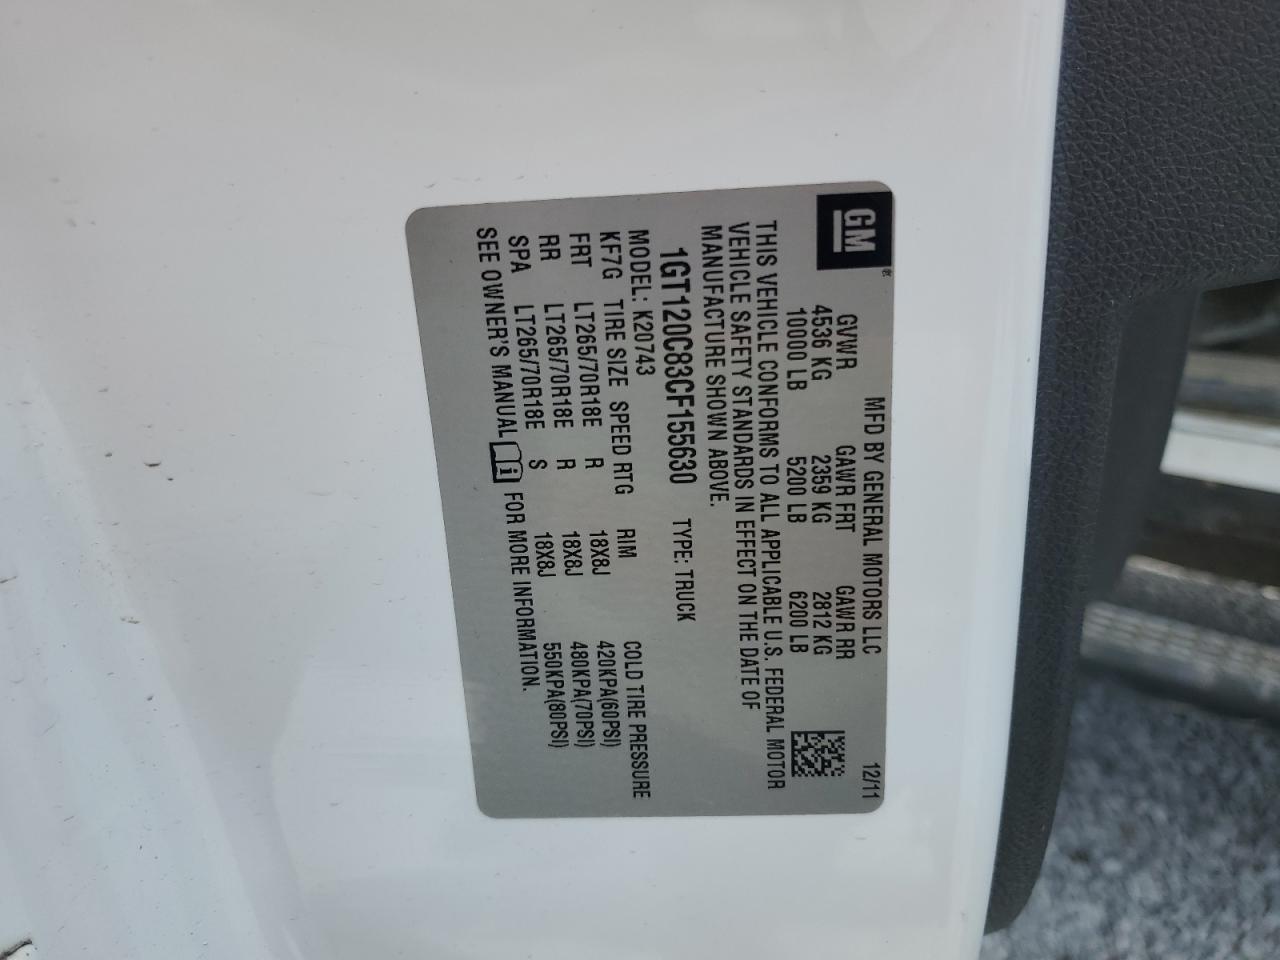 GM
MFD BY GENERAL MOTORS LLC 12/11
GVWR GAWR FRT GAWR RR
4536 KG 2359 KG 2812 KG
10000 LB 5200 LB 6200 LB
THIS VEHICLE CONFORMS TO ALL APPLICABLE U.S. FEDERAL MOTOR
VEHICLE SAFETY STANDARDS IN EFFECT ON THE DATE OF
MANUFACTURE SHOWN ABOVE.
1GT120C83CF155630 TYPE: TRUCK
MODEL: K20743
KF7G TIRE SIZE SPEED RTG RIM COLD TIRE PRESSURE
FRT LT265/70R18E R 18X8J 420KPA(60PSI)
RR LT265/70R18E R 18X8J 480KPA(70PSI)
SPA LT265/70R18E S 18X8J 550KPA(80PSI)
SEE OWNER'S MANUAL i FOR MORE INFORMATION.